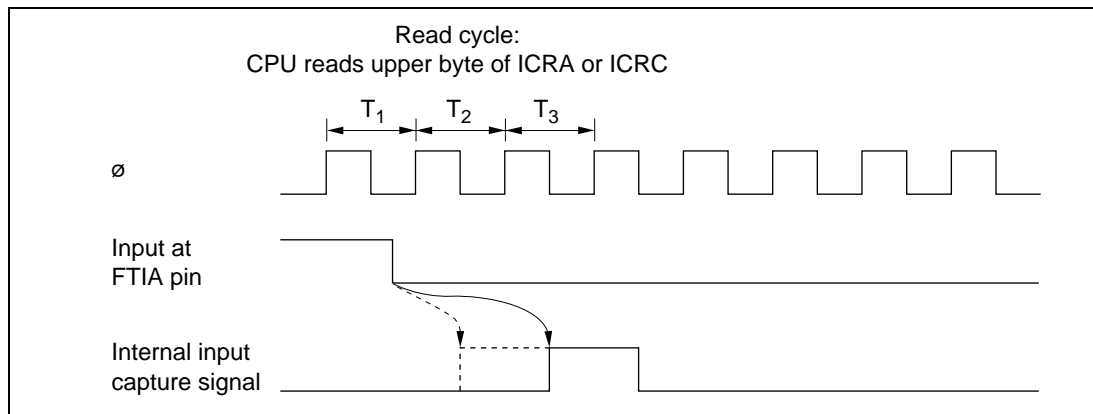 Read cycle:
CPU reads upper byte of ICRA or ICRC
T1 T2 T3
ø
Input at
FTIA pin
Internal input
capture signal